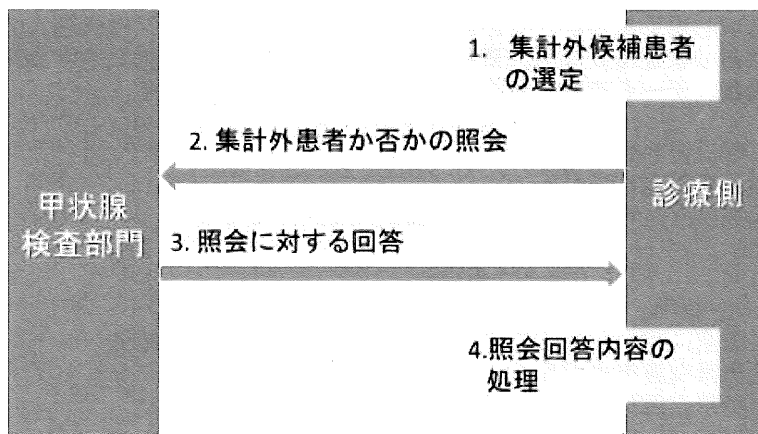 1. 集計外候補患者
の選定
2. 集計外患者か否かの照会
甲状腺
検査部門
診療側
3. 照会に対する回答
4.照会回答内容の
処理